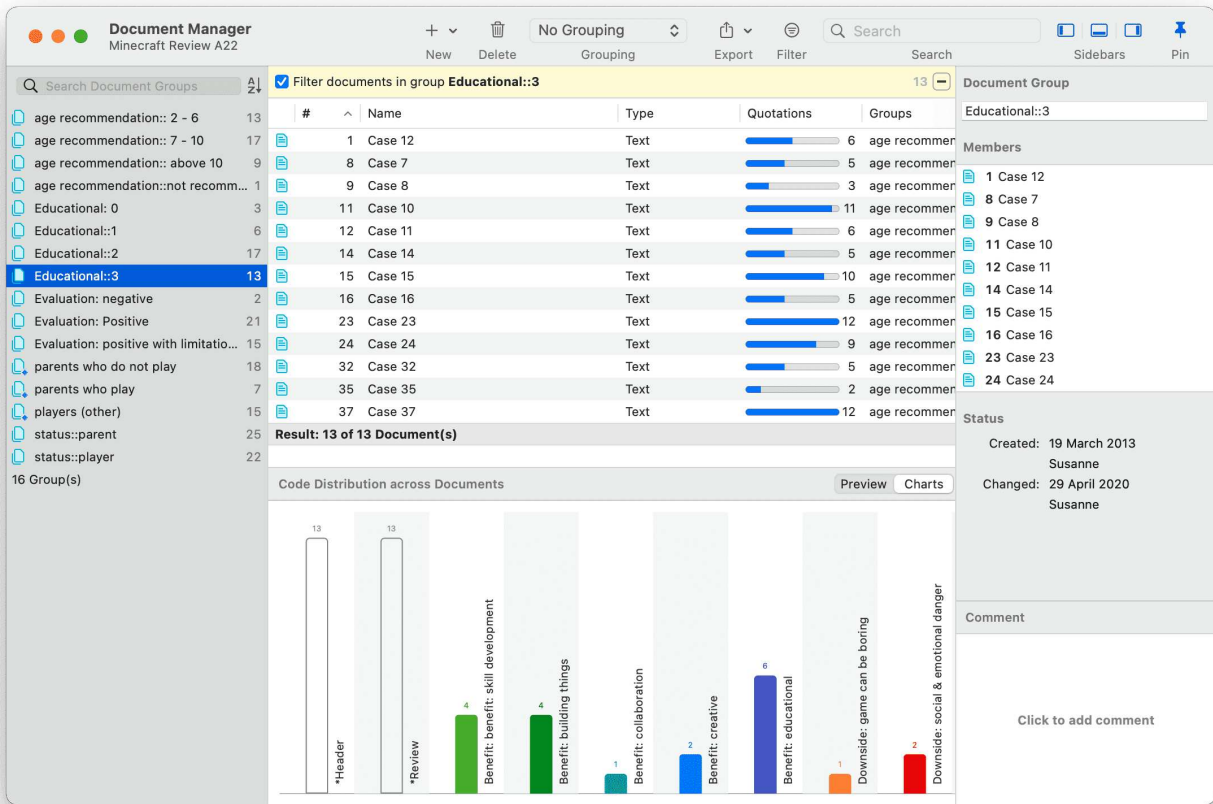 Document Manager
Minecraft Review A22
New
Delete
No Grouping
Grouping
Export
Filter
Search
Search
Sidebars
Pin
Search Document Groups
age recommendation:: 2 - 6 13
age recommendation:: 7 - 10 17
age recommendation:: above 10 9
age recommendation::not recomm... 1
Educational: 0 3
Educational::1 6
Educational::2 17
Educational::3 13
Evaluation: negative 2
Evaluation: Positive 21
Evaluation: positive with limitatio... 15
parents who do not play 18
parents who play 7
players (other) 15
status::parent 25
status::player 22
16 Group(s)
Filter documents in group Educational::3 13
# Name Type Quotations Groups
1 Case 12 Text 6 age recommen
8 Case 7 Text 5 age recommen
9 Case 8 Text 3 age recommen
11 Case 10 Text 11 age recommen
12 Case 11 Text 6 age recommen
14 Case 14 Text 5 age recommen
15 Case 15 Text 10 age recommen
16 Case 16 Text 5 age recommen
23 Case 23 Text 12 age recommen
24 Case 24 Text 9 age recommen
32 Case 32 Text 5 age recommen
35 Case 35 Text 2 age recommen
37 Case 37 Text 12 age recommen
Result: 13 of 13 Document(s)
Code Distribution across Documents
Preview
Charts
13
*Header
13
*Review
4
Benefit: benefit: skill development
4
Benefit: building things
1
Benefit: collaboration
2
Benefit: creative
6
Benefit: educational
1
Downside: game can be boring
2
Downside: social & emotional danger
Document Group
Educational::3
Members
1 Case 12
8 Case 7
9 Case 8
11 Case 10
12 Case 11
14 Case 14
15 Case 15
16 Case 16
23 Case 23
24 Case 24
Status
Created: 19 March 2013
Susanne
Changed: 29 April 2020
Susanne
Comment
Click to add comment